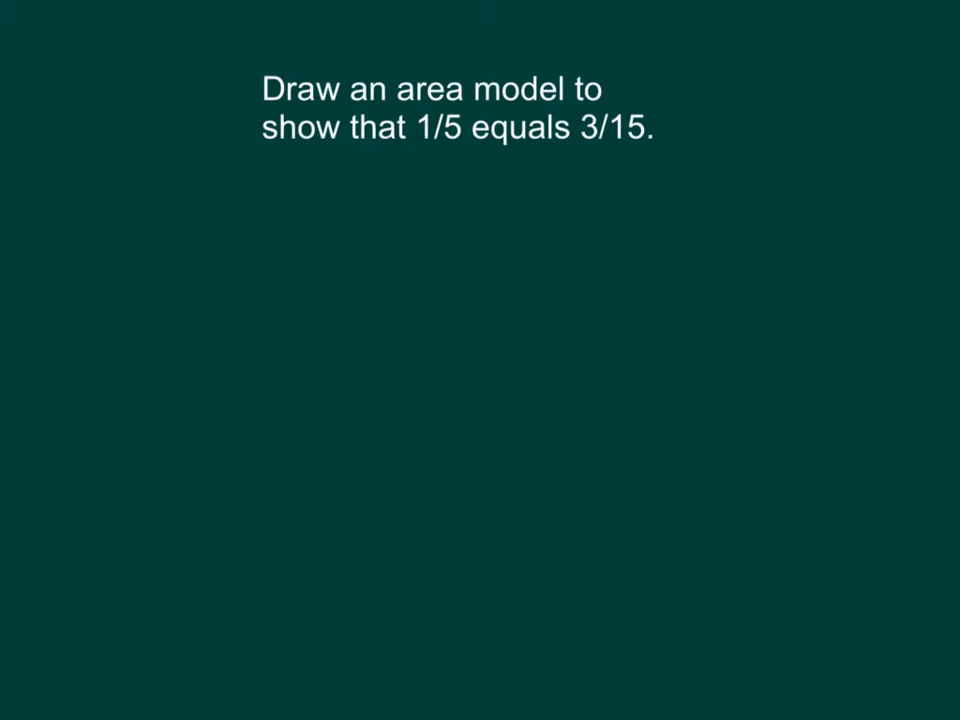 Draw an area model to
show that 1/5 equals 3/15.